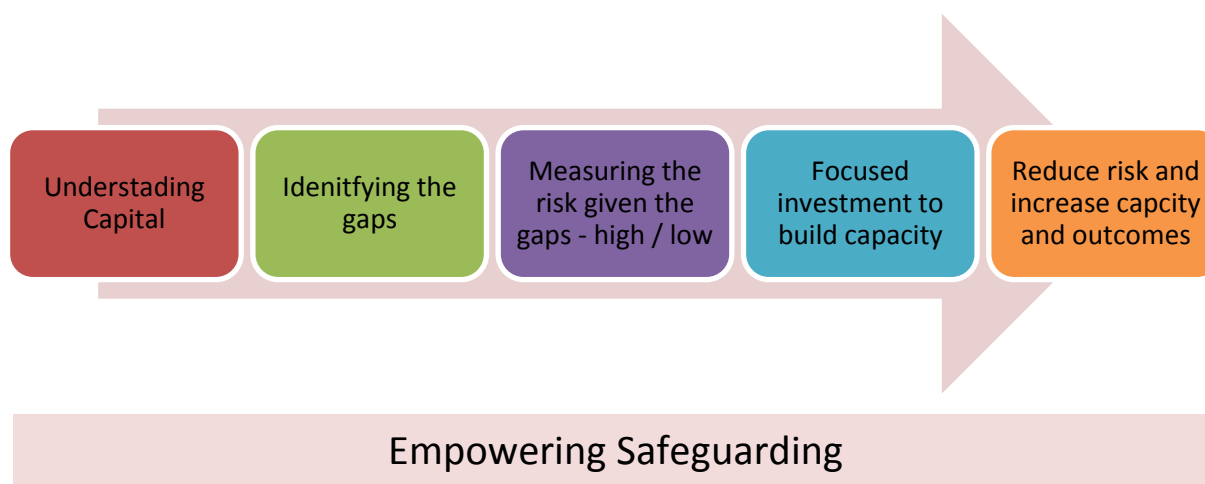 Understading
Capital
Idenitfying the
gaps
Measuring the
risk given the
gaps - high / low
Focused
investment to
build capacity
Reduce risk and
increase capcity
and outcomes
Empowering Safeguarding